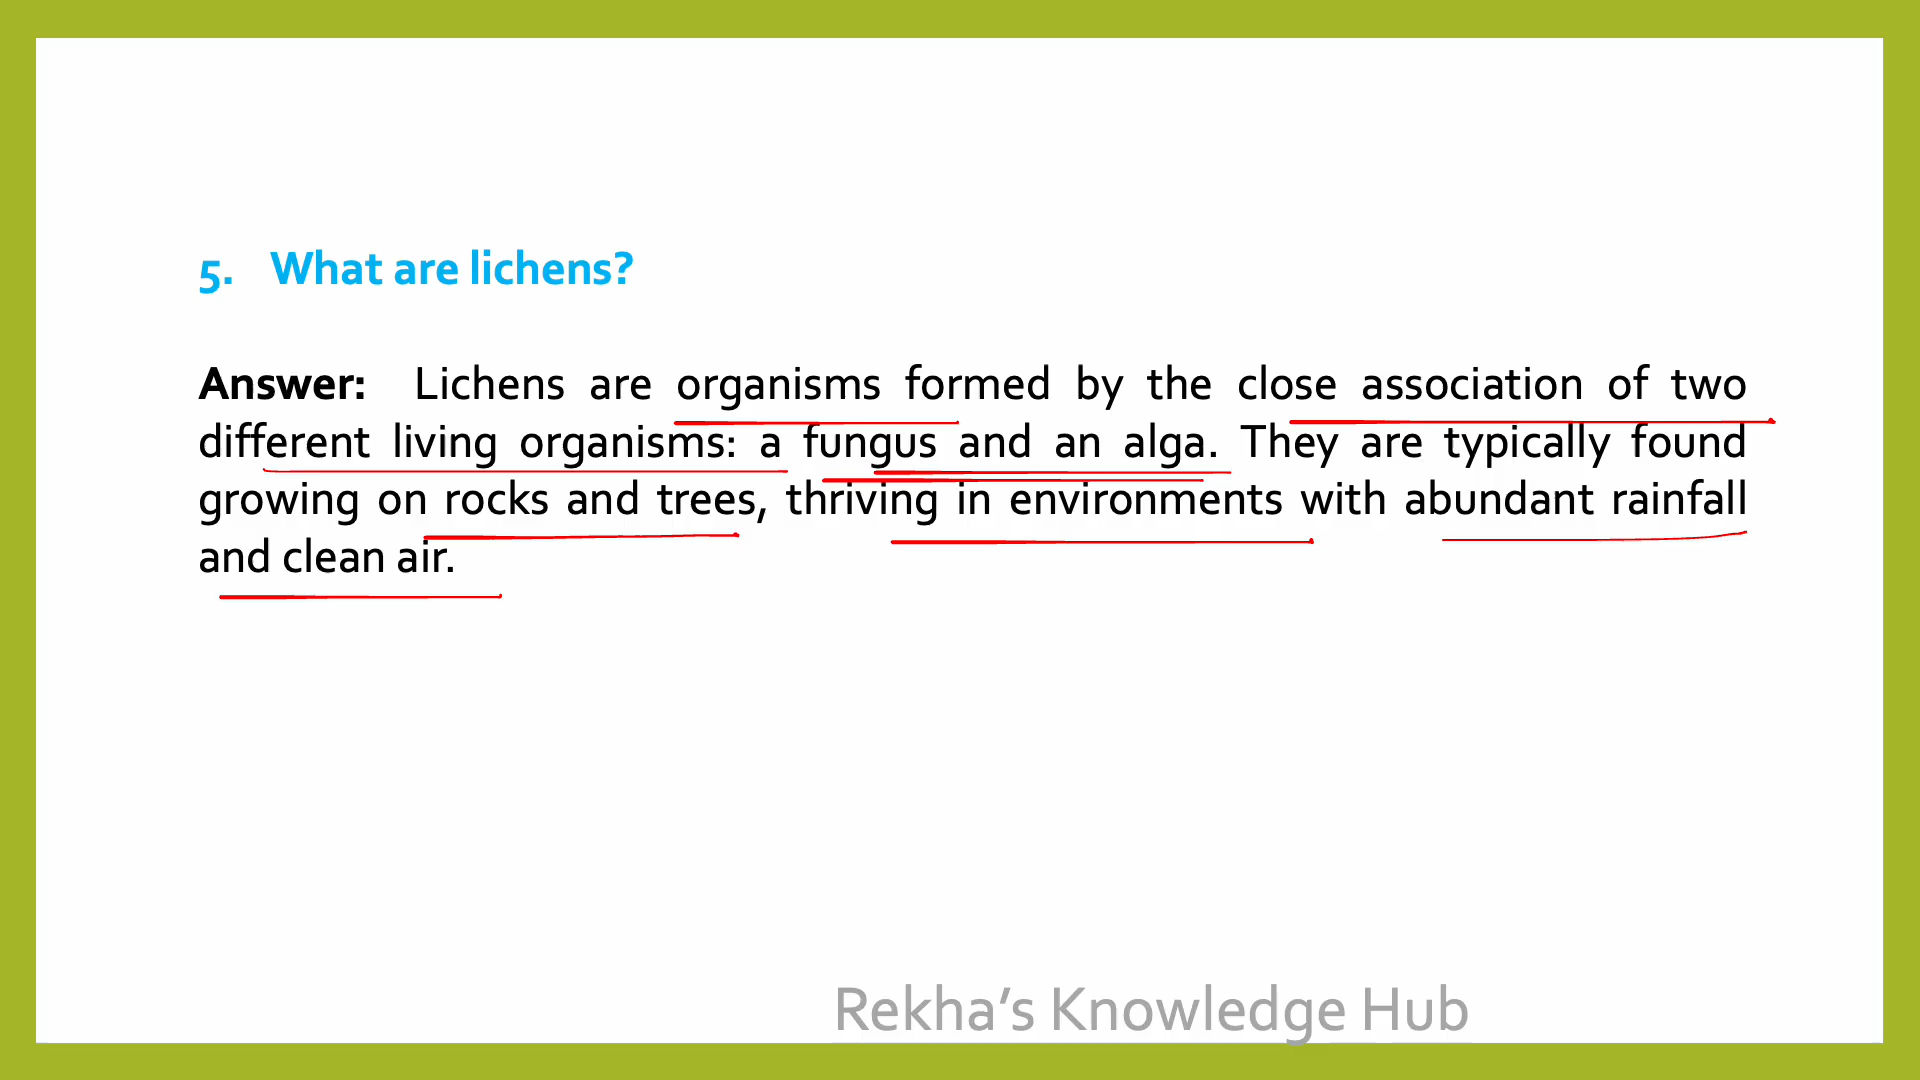 5. What are lichens?
Answer: Lichens are organisms formed by the close association of two
different living organisms: a fungus and an alga. They are typically found
growing on rocks and trees, thriving in environments with abundant rainfall
and clean air.
Rekha’s Knowledge Hub